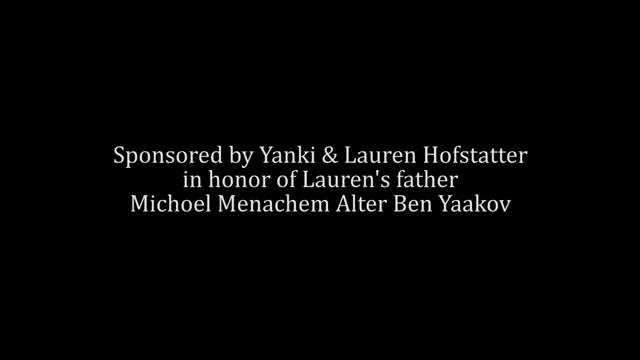 Sponsored by Yanki & Lauren Hofstatter
in honor of Lauren's father
Michoel Menachem Alter Ben Yaakov